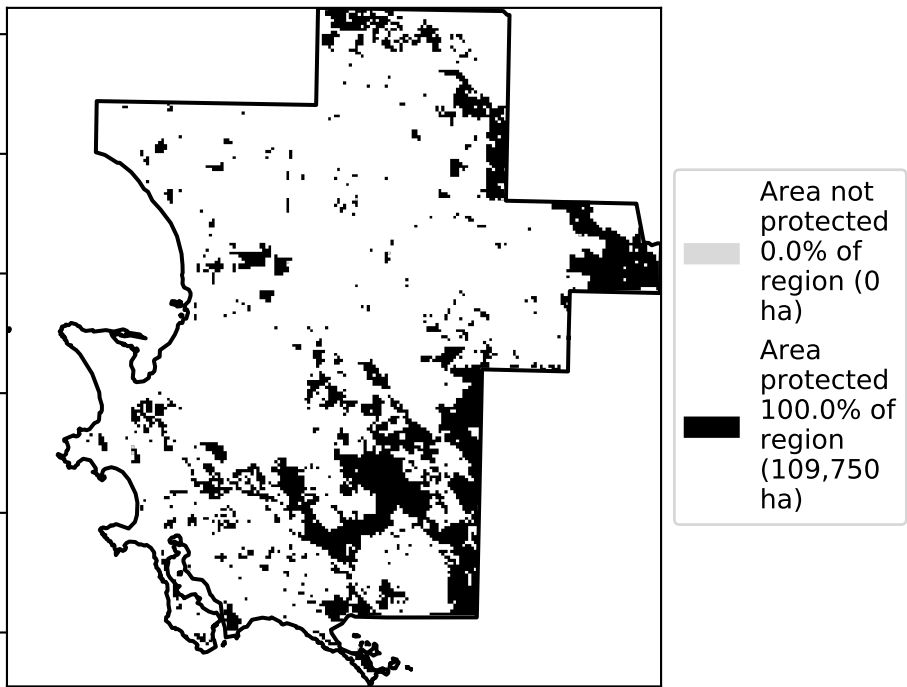 Area not
protected
0.0% of
region (0
ha)
Area
protected
100.0% of
region
(109,750
ha)